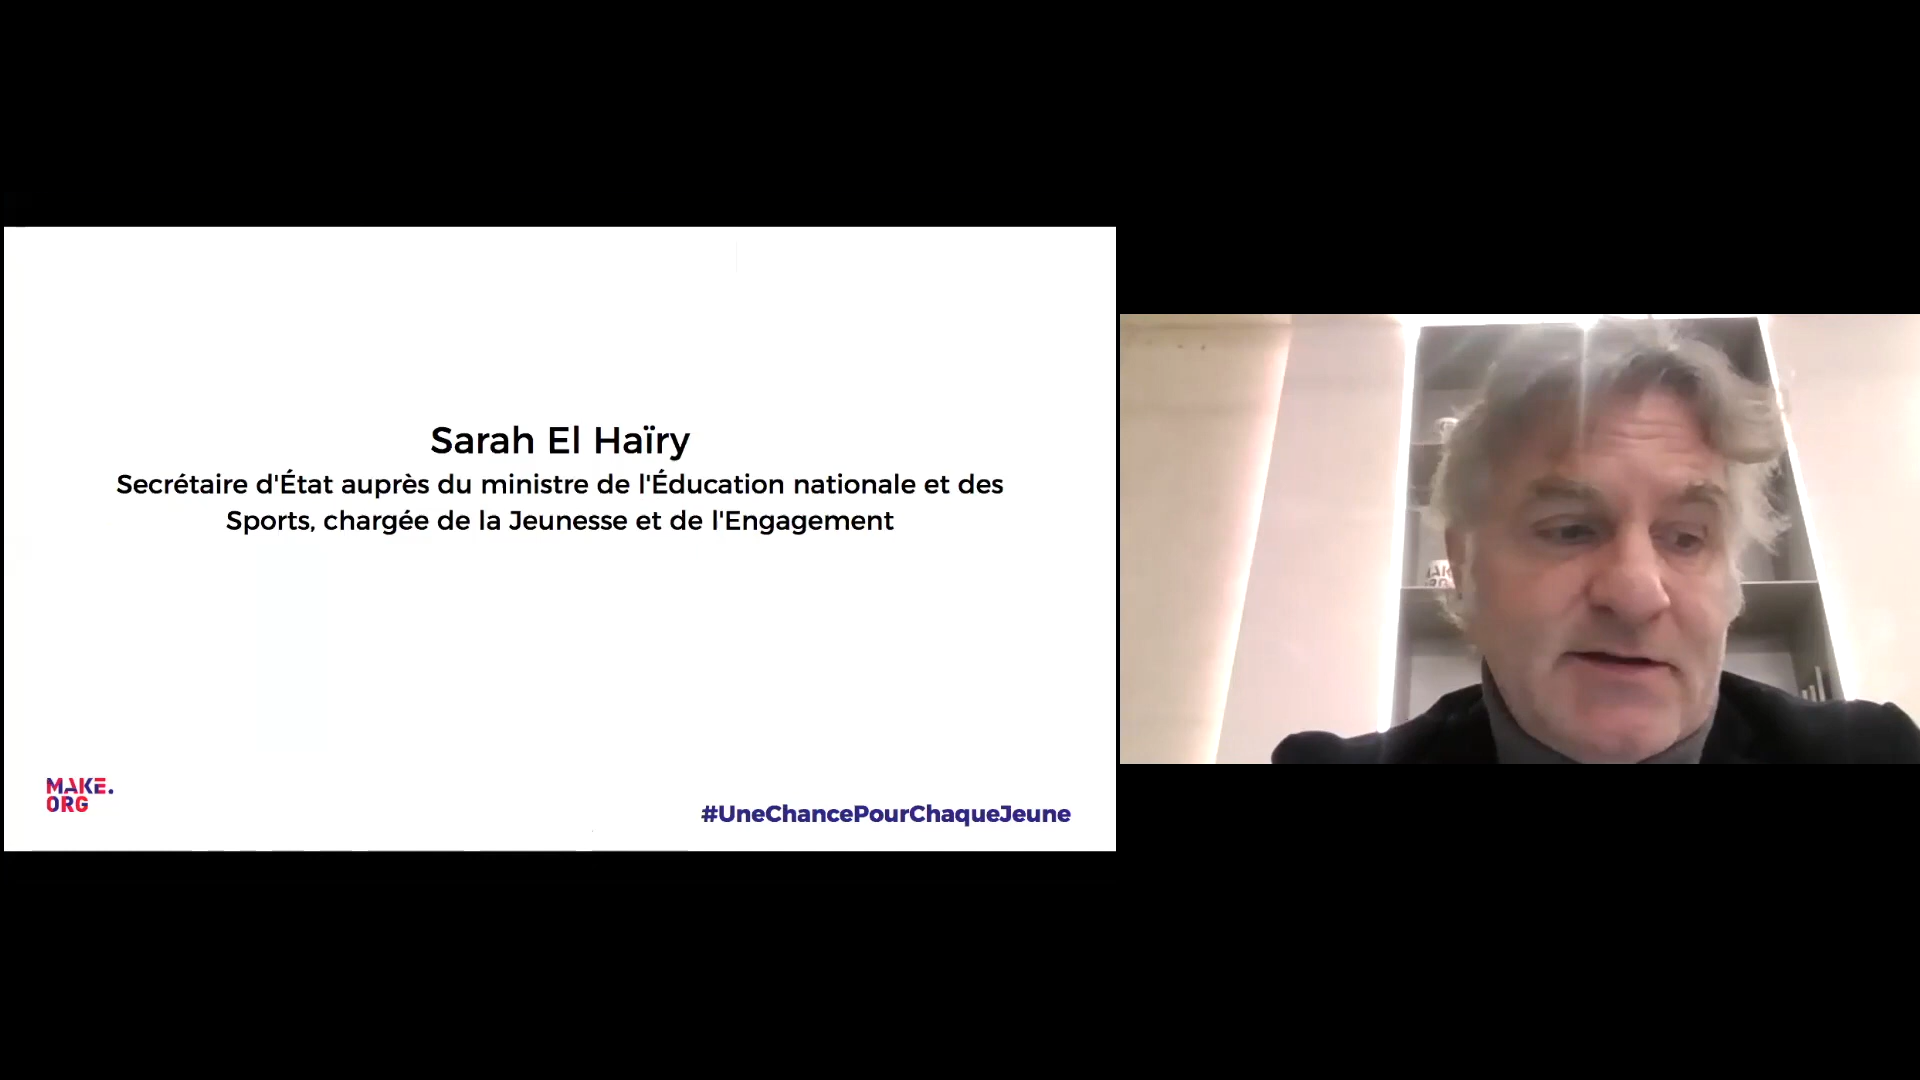 Sarah El Haïry
Secrétaire d'État auprès du ministre de l'Éducation nationale et des
Sports, chargée de la Jeunesse et de l'Engagement
MAKE.
ORG
#UneChancePourChaqueJeune